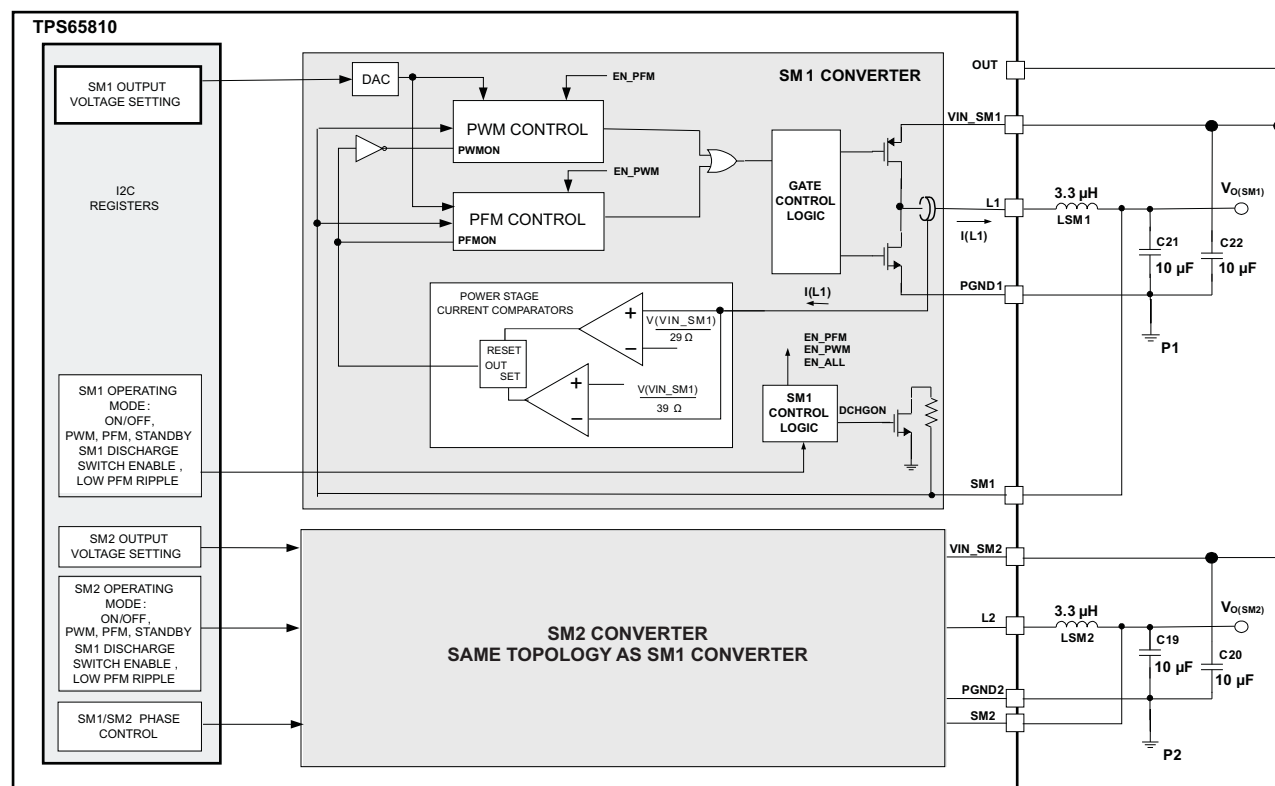 TPS65810
SM1 OUTPUT
VOLTAGE SETTING
I2C
REGISTERS
SM1 OPERATING
MODE:
ON/OFF,
PWM, PFM, STANDBY
SM1 DISCHARGE
SWITCH ENABLE ,
LOW PFM RIPPLE
SM2 OUTPUT
VOLTAGE SETTING
SM2 OPERATING
MODE:
ON/OFF,
PWM, PFM, STANDBY
SM1 DISCHARGE
SWITCH ENABLE ,
LOW PFM RIPPLE
SM1/SM2 PHASE
CONTROL
DAC
EN_PFM
SM1 CONVERTER
PWM CONTROL
PWMON
EN_PWM
PFM CONTROL
PFMON
GATE
CONTROL
LOGIC
POWER STAGE
CURRENT COMPARATORS
RESET
OUT
SET
+
−
V(VIN_SM1)
29 Ω
+
−
V(VIN_SM1)
39 Ω
I(L1)
EN_PFM
EN_PWM
EN_ALL
SM1
CONTROL
LOGIC
DCHGON
OUT
VIN_SM1
L1
I(L1)
PGND1
SM1
3.3 µH
LSM1
VO(SM1)
C21
10 µF
C22
10 µF
P1
SM2 CONVERTER
SAME TOPOLOGY AS SM1 CONVERTER
VIN_SM2
L2
PGND2
SM2
3.3 µH
LSM2
VO(SM2)
C19
10 µF
C20
10 µF
P2